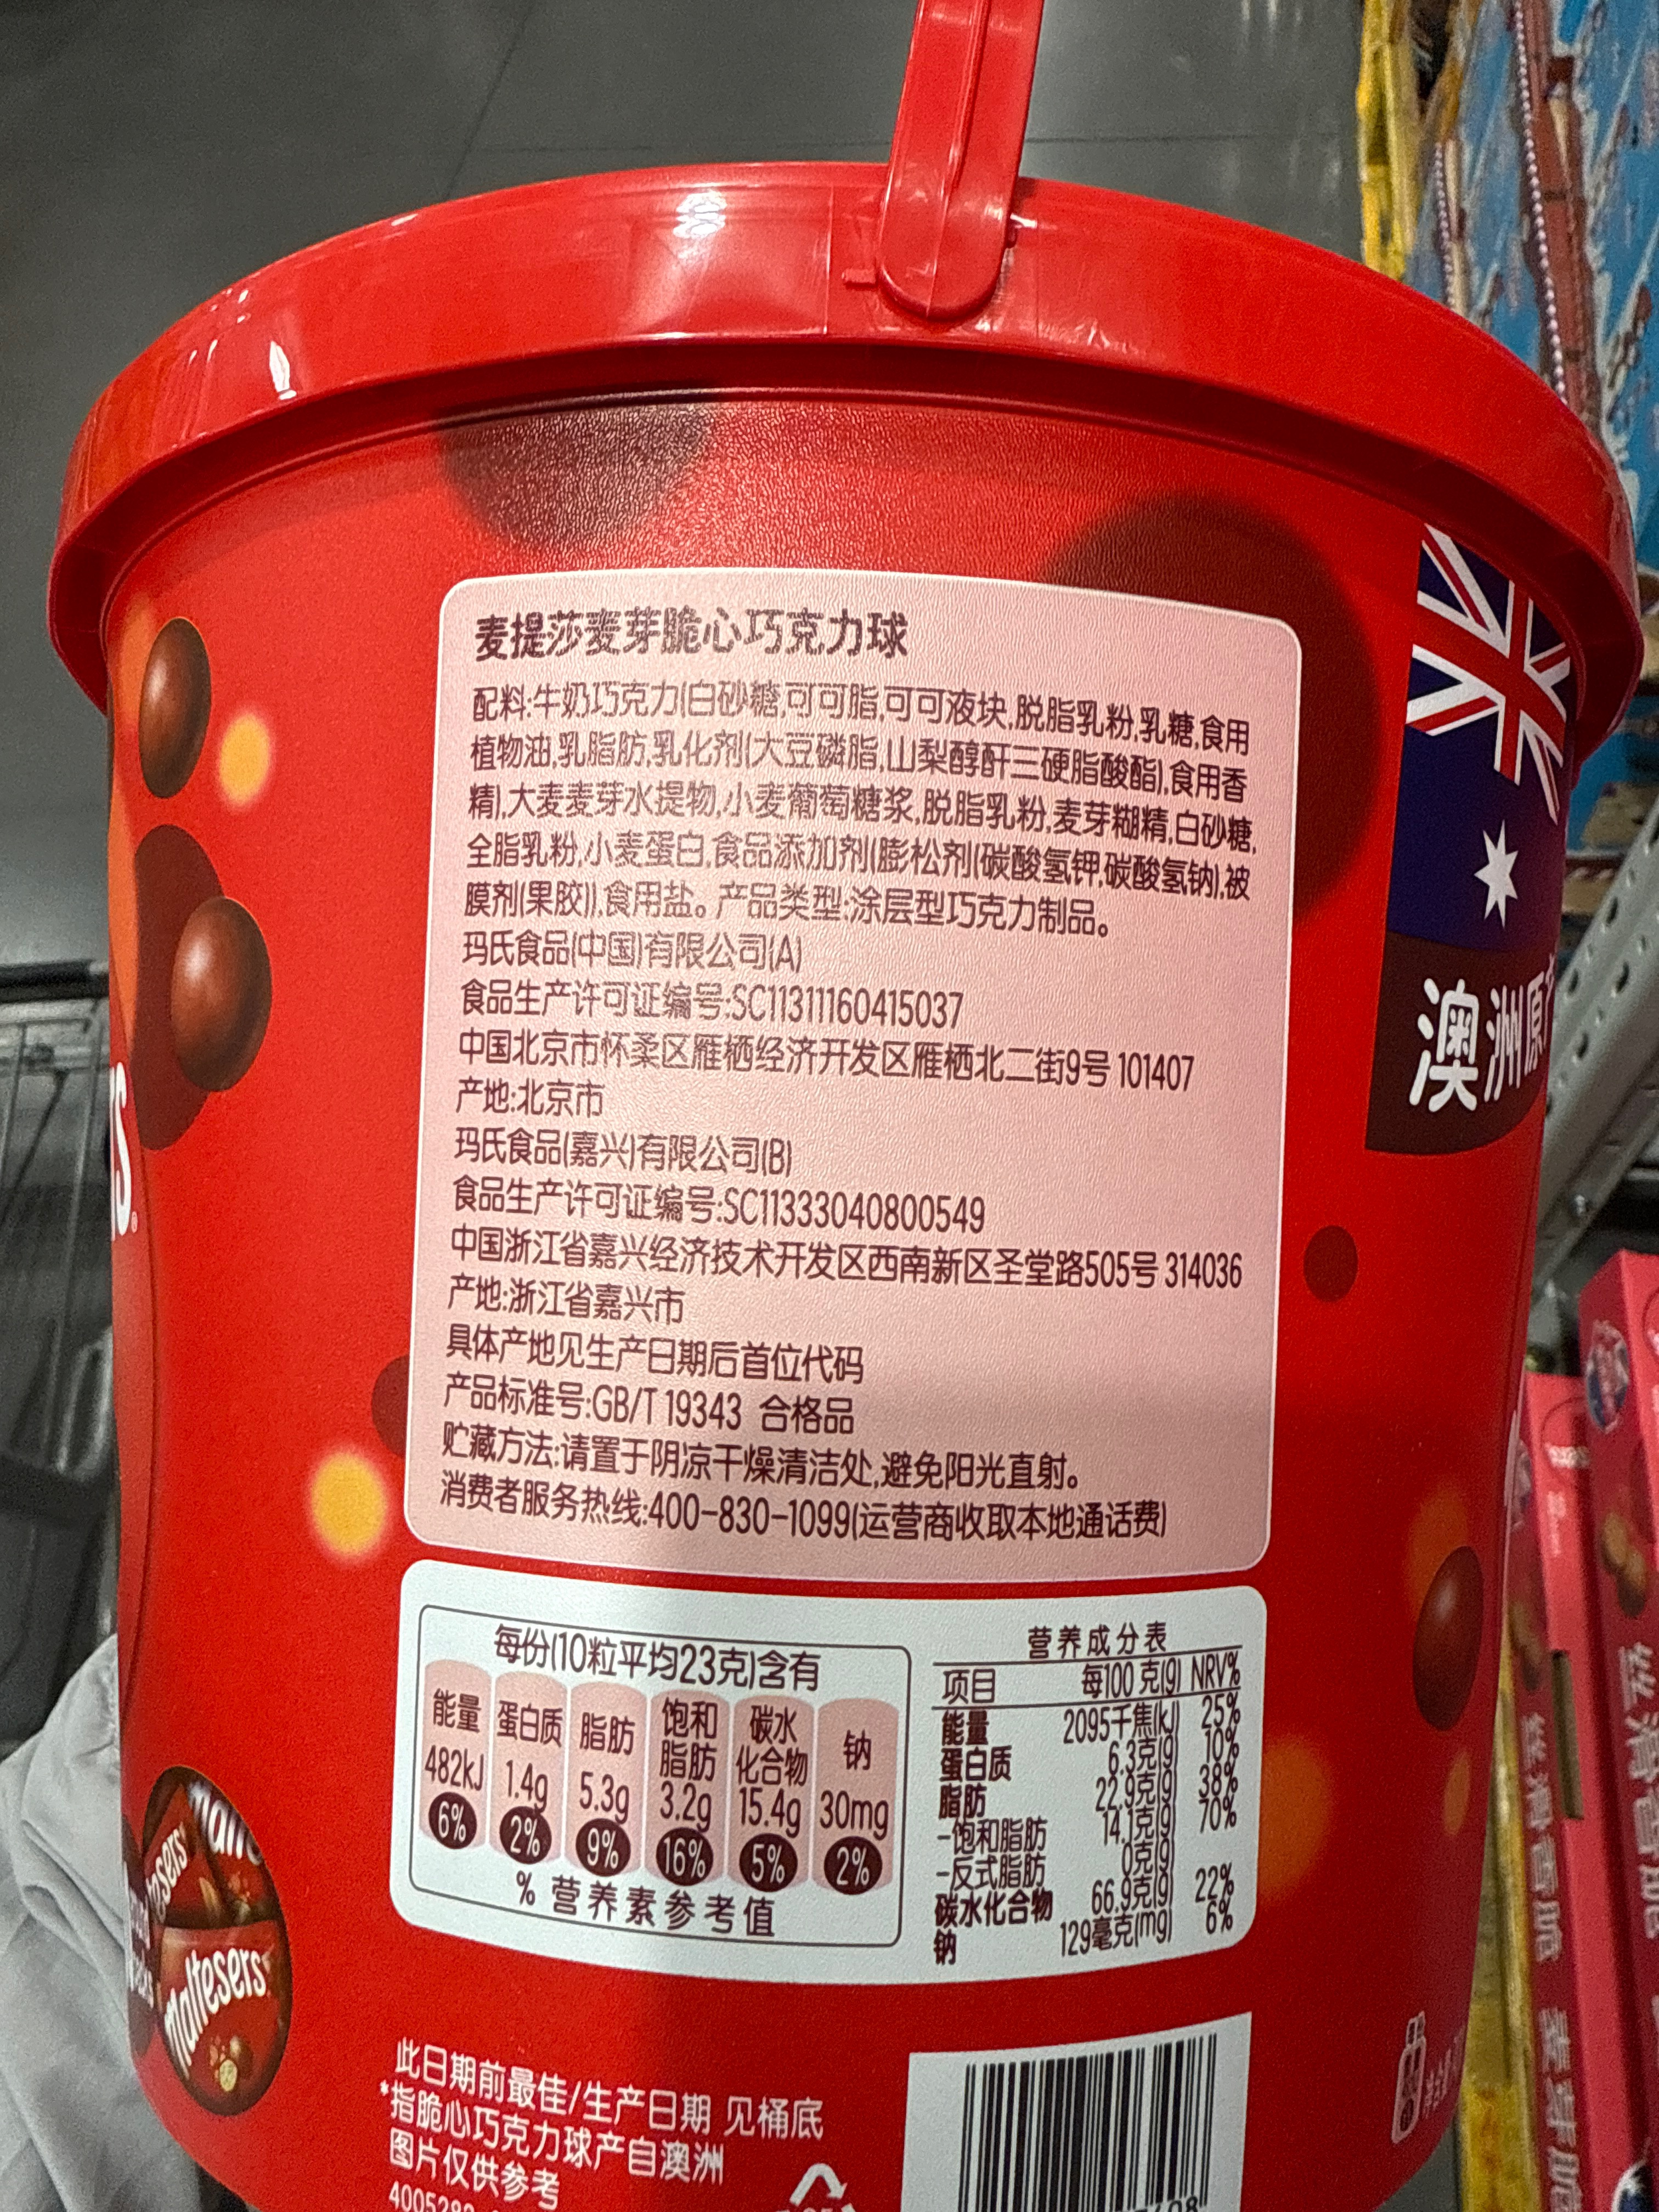 麦提莎麦芽脆心巧克力球
配料:牛奶巧克力(白砂糖,可可脂,可可液块,脱脂乳粉,乳糖,食用
植物油,乳脂肪,乳化剂(大豆磷脂,山梨醇酐三硬脂酸酯),食用香
精),大麦麦芽水提物,小麦葡萄糖浆,脱脂乳粉,麦芽糊精,白砂糖,
全脂乳粉,小麦蛋白,食品添加剂(膨松剂(碳酸氢钾,碳酸氢钠),被
膜剂(果胶)),食用盐。产品类型:涂层型巧克力制品。
玛氏食品(中国)有限公司(A)
食品生产许可证编号:SC11311160415037
中国北京市怀柔区雁栖经济开发区雁栖北二街9号 101407
产地:北京市
玛氏食品(嘉兴)有限公司(B)
食品生产许可证编号:SC11333040800549
中国浙江省嘉兴经济技术开发区西南新区圣堂路505号 314036
产地:浙江省嘉兴市
具体产地见生产日期后首位代码
产品标准号:GB/T 19343 合格品
贮藏方法:请置于阴凉干燥清洁处,避免阳光直射。
消费者服务热线:400-830-1099(运营商收取本地通话费)
澳洲原
每份(10粒平均23克)含有
能量 蛋白质 脂肪 饱和脂肪 碳水化合物 钠
482kJ 1.4g 5.3g 3.2g 15.4g 30mg
6% 2% 9% 16% 5% 2%
% 营养素参考值
营养成分表
项目 每100克(g) NRV%
能量 2095千焦(kJ) 25%
蛋白质 6.3克(g) 10%
脂肪 22.9克(g) 38%
-饱和脂肪 14.1克(g) 70%
-反式脂肪 0克(g)
碳水化合物 66.9克(g) 22%
钠 129毫克(mg) 6%
maltesers
此日期前最佳/生产日期 见桶底
*指脆心巧克力球产自澳洲
图片仅供参考